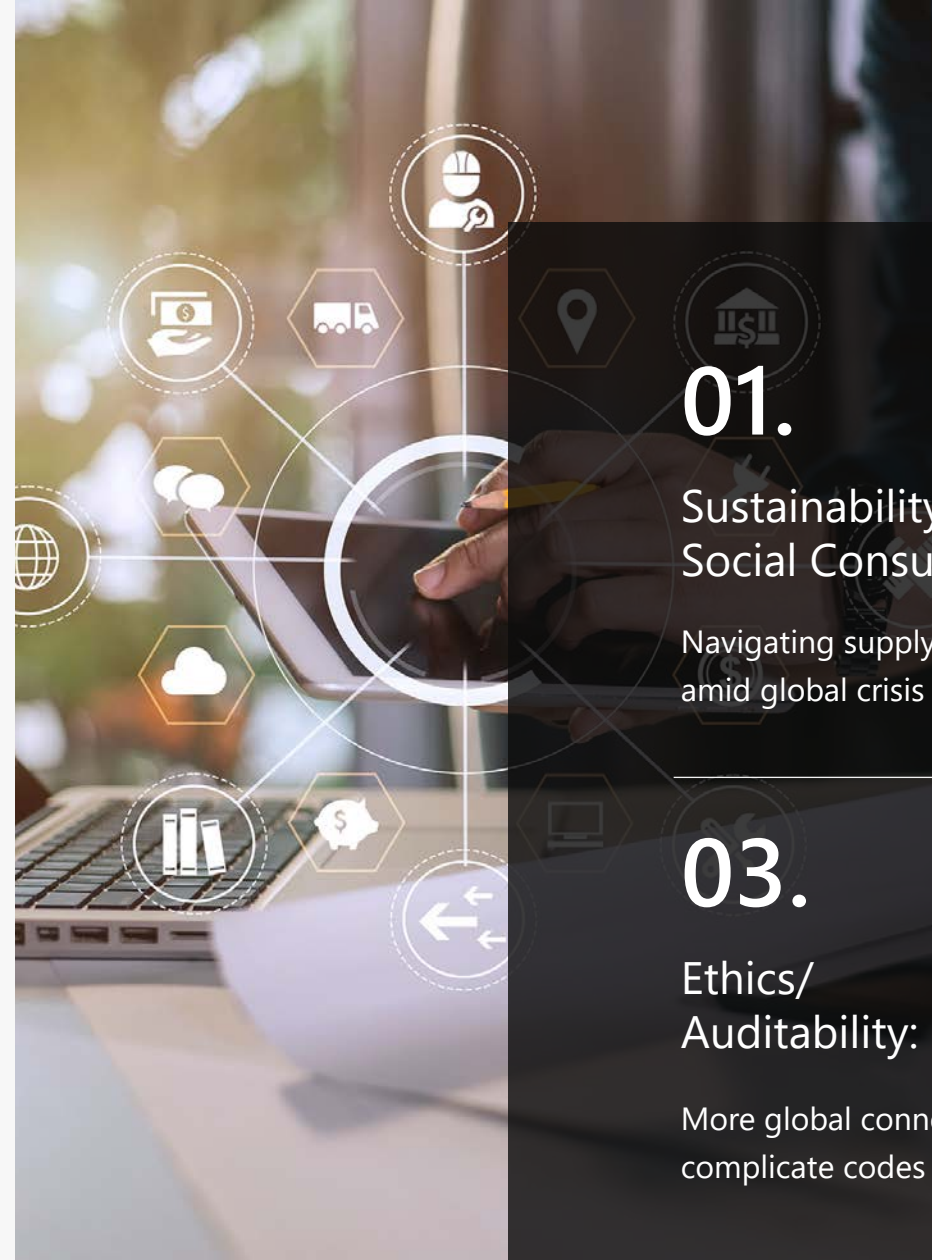 01.
Sustainability
Social Consu
Navigating supply
amid global crisis
03.
Ethics/
Auditability:
More global conn
complicate codes